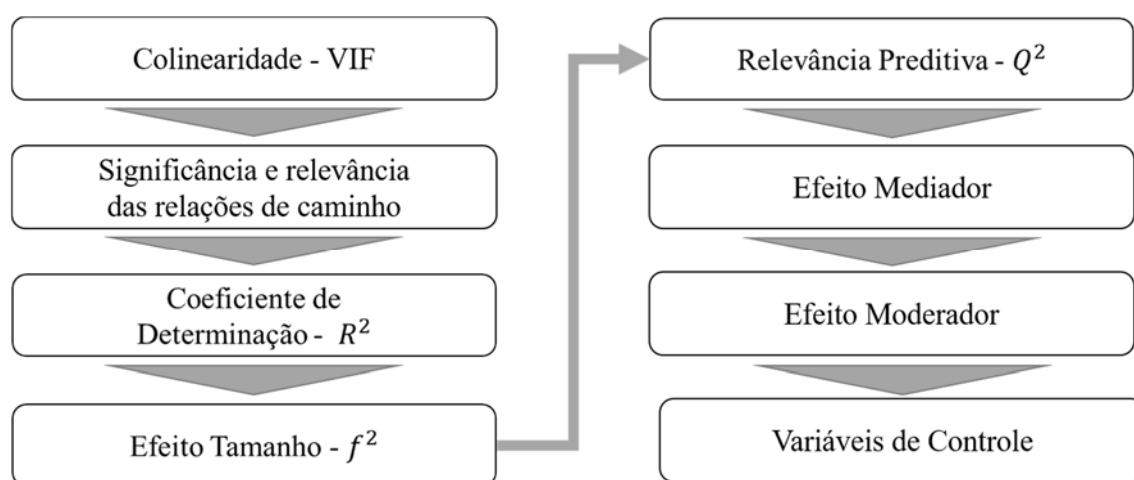 Colinearidade - VIF
Significância e relevância
das relações de caminho
Coeficiente de
Determinação - R²
Efeito Tamanho - f²
Relevância Preditiva - Q²
Efeito Mediador
Efeito Moderador
Variáveis de Controle